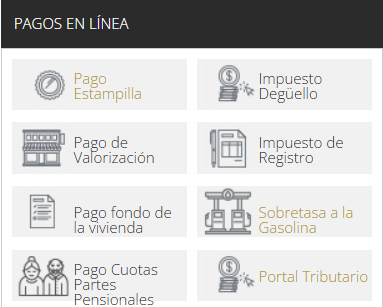 PAGOS EN LÍNEA
Pago
Estampilla
Impuesto
Degüello
Pago de
Valorización
Impuesto de
Registro
Pago fondo de
la vivienda
Sobretasa a la
Gasolina
Pago Cuotas
Partes
Pensionales
Portal Tributario